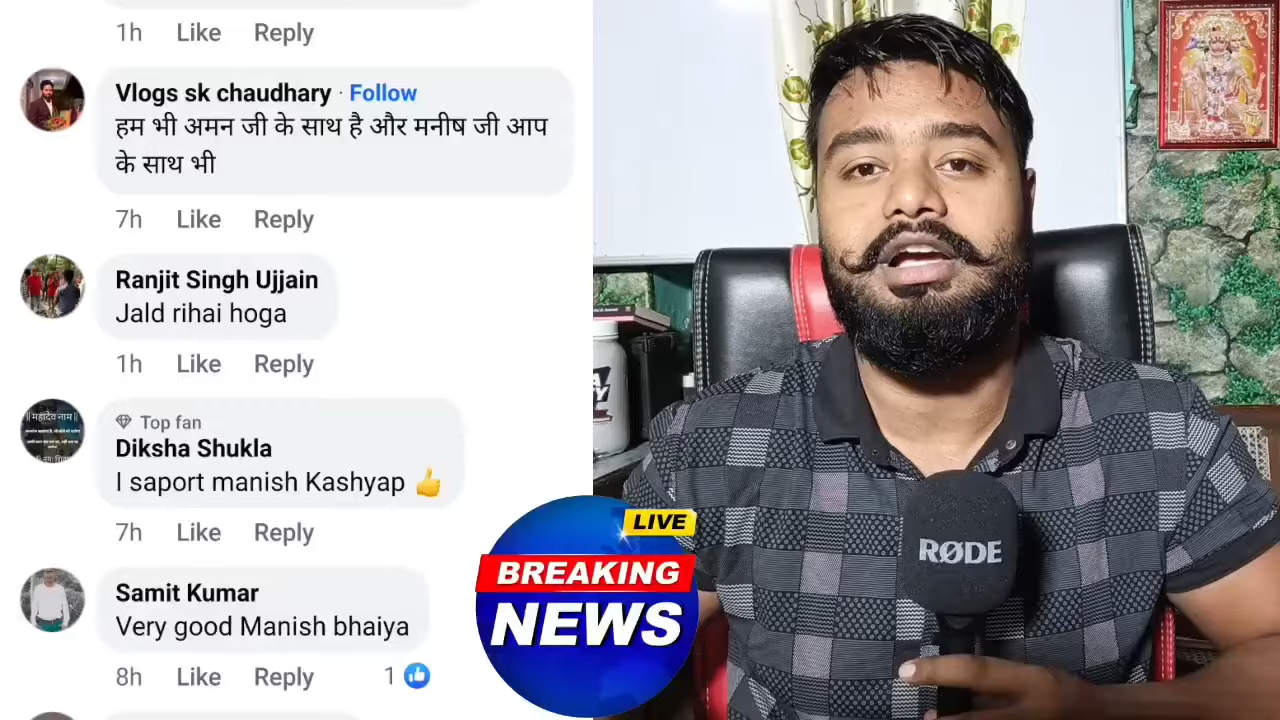 1h Like Reply
Vlogs sk chaudhary · Follow
हम भी अमन जी के साथ है और मनीष जी आप
के साथ भी
7h Like Reply
Ranjit Singh Ujjain
Jald rihai hoga
1h Like Reply
|| महादेव नाम ||
Top fan
Diksha Shukla
I saport manish Kashyap 👍
7h Like Reply
Samit Kumar
Very good Manish bhaiya
8h Like Reply 1
LIVE
BREAKING
NEWS
RØDE